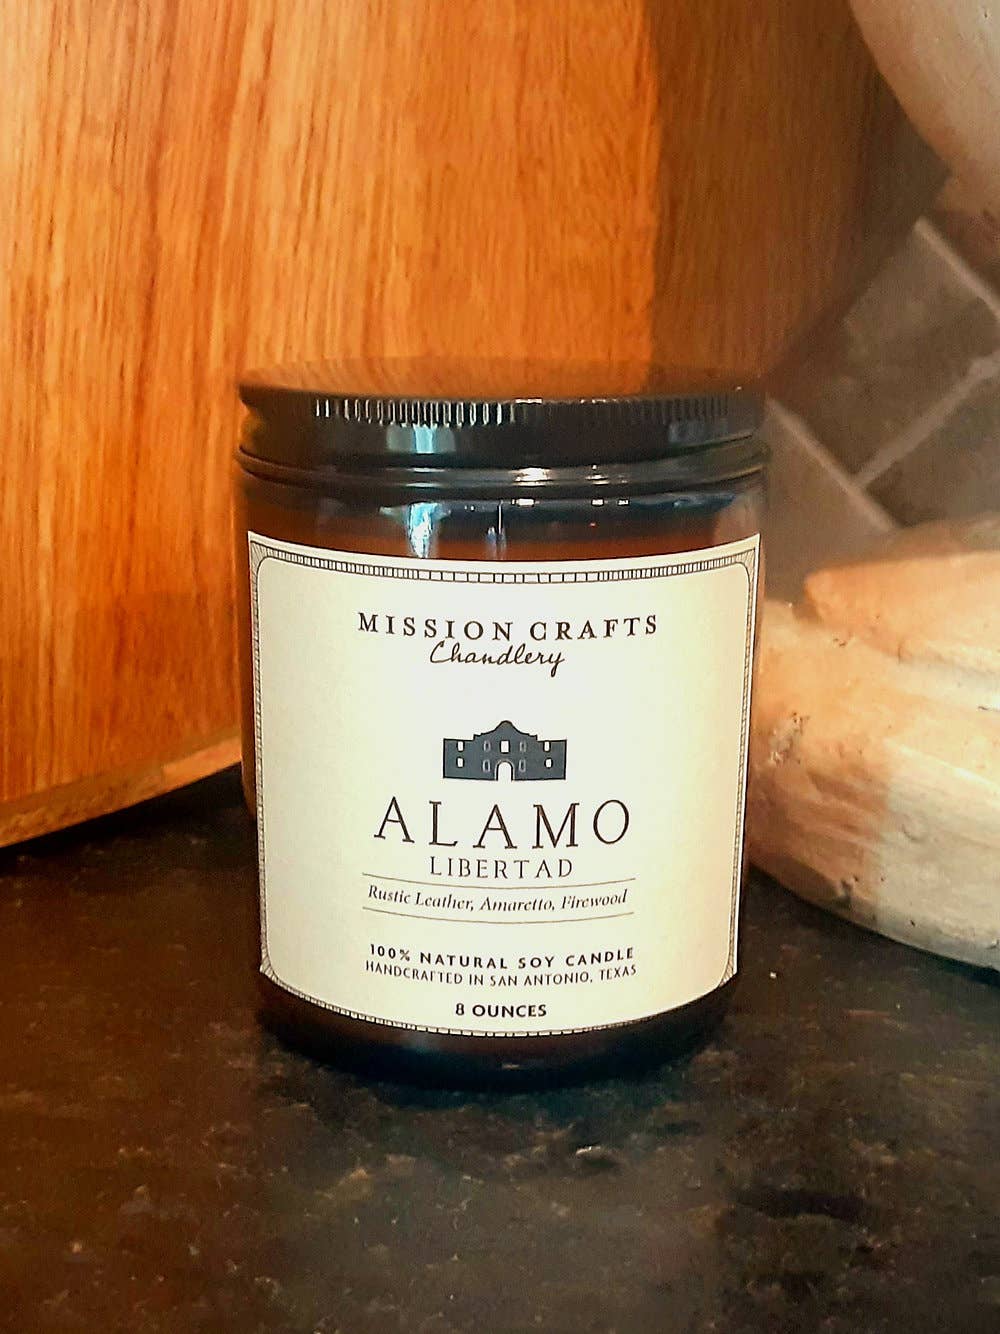 MISSION CRAFTS
Chandlery
ALAMO
LIBERTAD
Rustic Leather, Amaretto, Firewood
100% NATURAL SOY CANDLE
HANDCRAFTED IN SAN ANTONIO, TEXAS
8 OUNCES